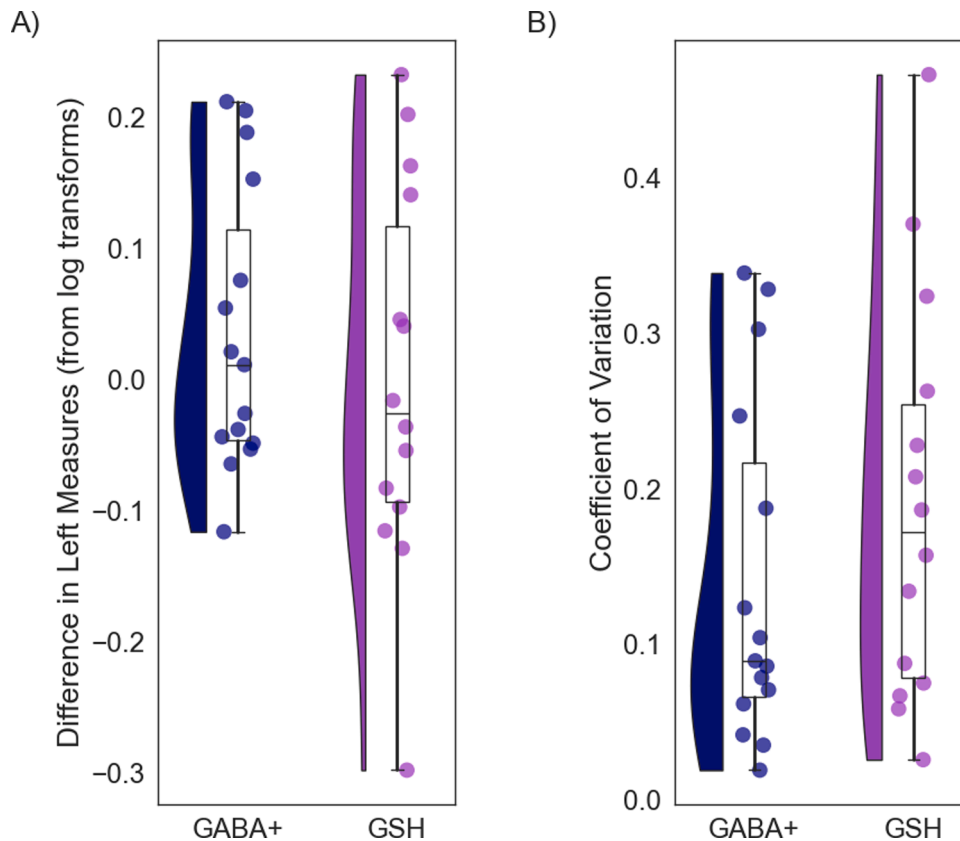 A)
Difference in Left Measures (from log transforms)
0.2
0.1
0.0
−0.1
−0.2
−0.3
GABA+ GSH
B)
Coefficient of Variation
0.4
0.3
0.2
0.1
0.0
GABA+ GSH